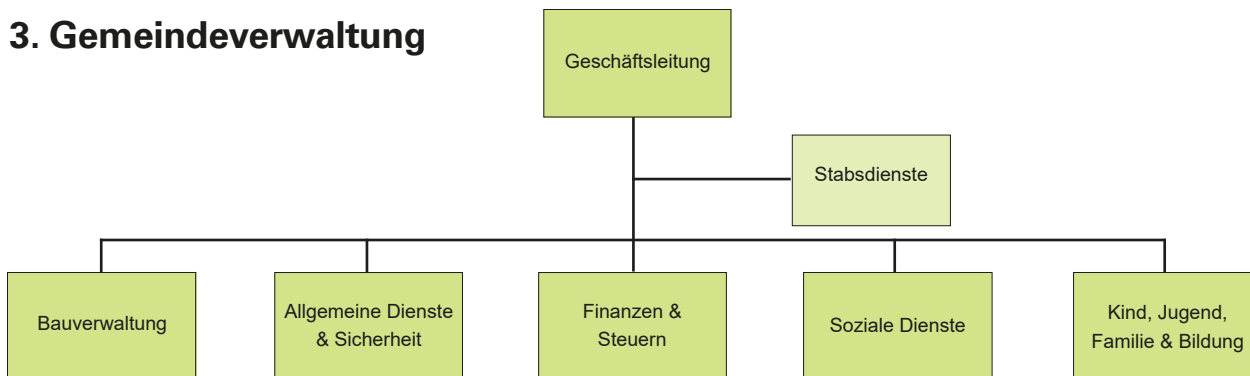 3. Gemeindeverwaltung
Geschäftsleitung
Stabsdienste
Bauverwaltung
Allgemeine Dienste
& Sicherheit
Finanzen &
Steuern
Soziale Dienste
Kind, Jugend,
Familie & Bildung